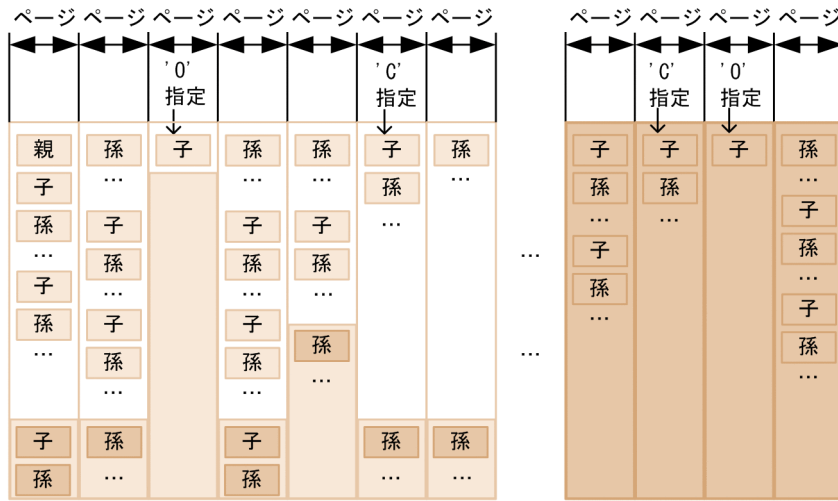 ページ ページ ページ ページ ページ ページ ページ ページ ページ ページ ページ
'O' 'C' 'C' 'O'
指定 指定 指定 指定
親 孫 子 孫 孫 子 孫 子 子 子 孫
子 … … … 孫 … 孫 孫 …
孫 子 子 子 … … … 子
… 孫 孫 孫 … 子 孫
子 … … … 孫 …
孫 子 子 孫 … 子
… 孫 孫 … … 孫
… … …
子 孫 子 孫 孫
孫 … 孫 … …